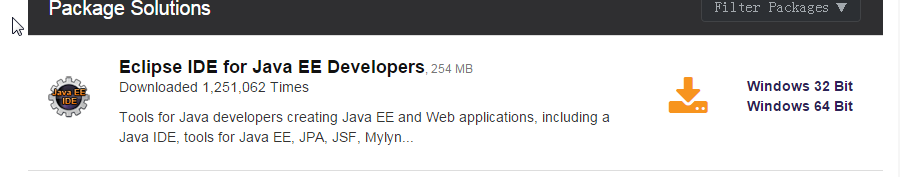 Package Solutions
Filter Packages ▼
Eclipse IDE for Java EE Developers, 254 MB
Downloaded 1,251,062 Times
Java EE
IDE
Tools for Java developers creating Java EE and Web applications, including a
Java IDE, tools for Java EE, JPA, JSF, Mylyn...
Windows 32 Bit
Windows 64 Bit